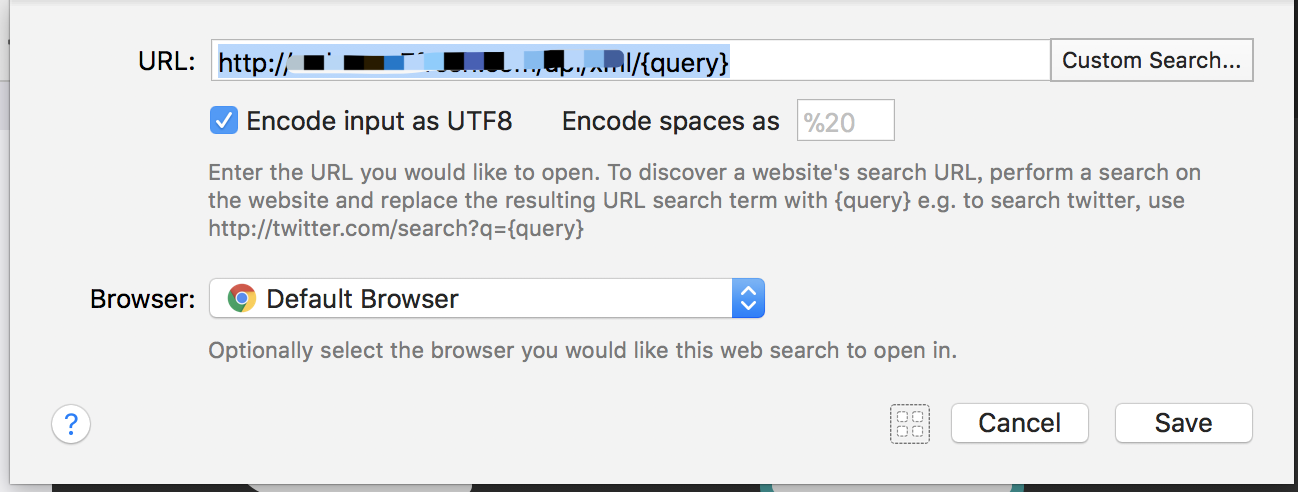 URL: http:// /{query} Custom Search...
Encode input as UTF8 Encode spaces as %20
Enter the URL you would like to open. To discover a website's search URL, perform a search on
the website and replace the resulting URL search term with {query} e.g. to search twitter, use
http://twitter.com/search?q={query}
Browser: Default Browser
Optionally select the browser you would like this web search to open in.
? Cancel Save